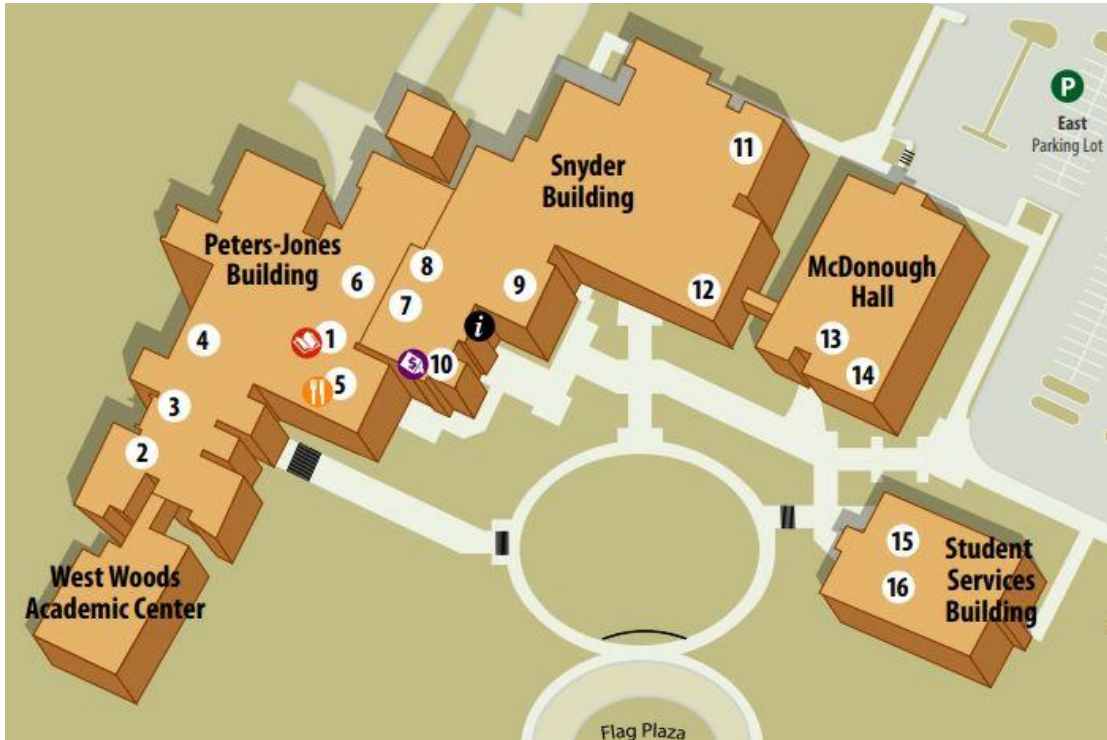 P
East
Parking Lot
11
Snyder
Building
Peters-Jones
Building
8
6
7
9
12
McDonough
Hall
13
14
i
1
10
4
5
3
2
West Woods
Academic Center
15
16
Student
Services
Building
Flag Plaza